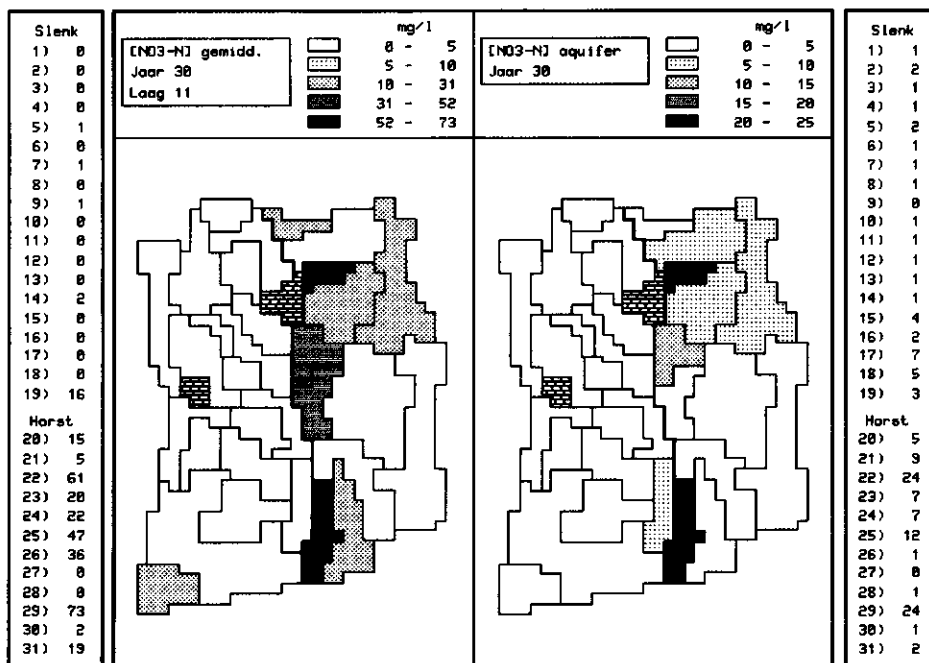 Slenk
1) 0
2) 0
3) 0
4) 0
5) 1
6) 0
7) 1
8) 0
9) 1
10) 0
11) 0
12) 0
13) 0
14) 2
15) 0
16) 0
17) 0
18) 0
19) 16
Horst
20) 15
21) 5
22) 61
23) 20
24) 22
25) 47
26) 36
27) 0
28) 0
29) 73
30) 2
31) 19
[NO3-N] gemidd.
Jaar 30
Laag 11
mg/l
0 - 5
5 - 10
10 - 31
31 - 52
52 - 73
[NO3-N] aquifer
Jaar 30
mg/l
0 - 5
5 - 10
10 - 15
15 - 20
20 - 25
Slenk
1) 1
2) 2
3) 1
4) 1
5) 2
6) 1
7) 1
8) 1
9) 0
10) 1
11) 1
12) 1
13) 1
14) 1
15) 4
16) 2
17) 7
18) 5
19) 3
Horst
20) 5
21) 9
22) 24
23) 7
24) 7
25) 12
26) 1
27) 0
28) 1
29) 24
30) 1
31) 2